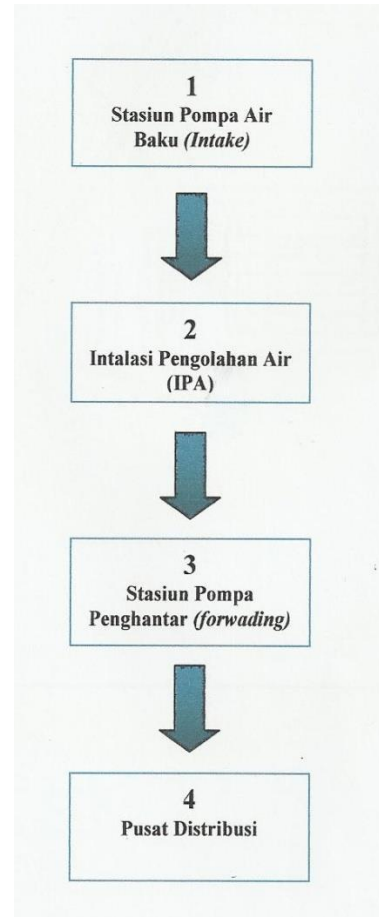 1
Stasiun Pompa Air
Baku (Intake)
2
Intalasi Pengolahan Air
(IPA)
3
Stasiun Pompa
Penghantar (forwading)
4
Pusat Distribusi